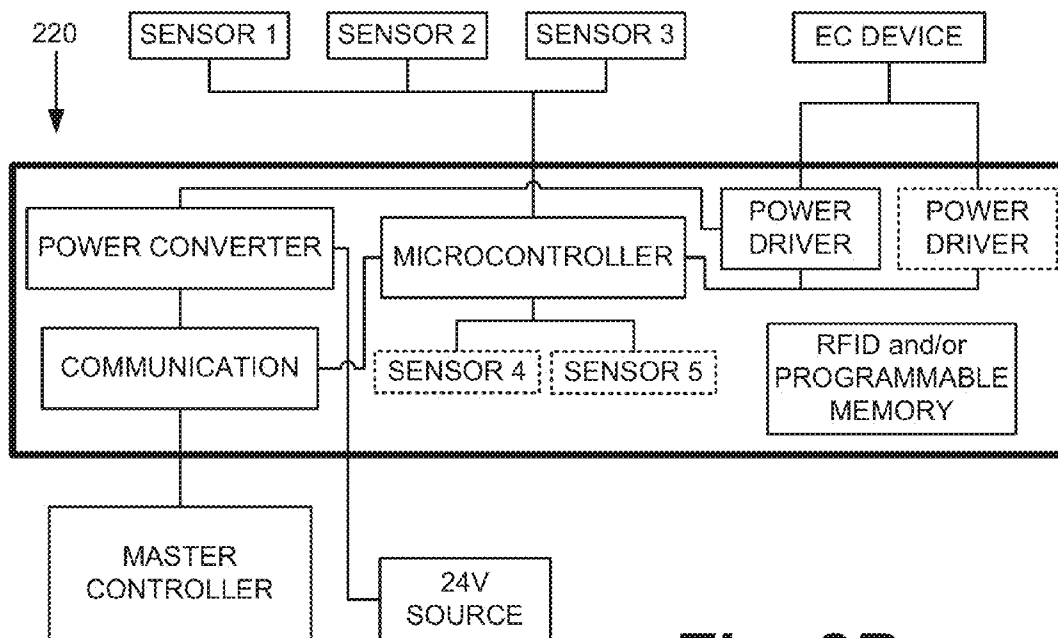 220
SENSOR 1
SENSOR 2
SENSOR 3
EC DEVICE
POWER CONVERTER
MICROCONTROLLER
POWER
DRIVER
POWER
DRIVER
COMMUNICATION
SENSOR 4
SENSOR 5
RFID and/or
PROGRAMMABLE
MEMORY
MASTER
CONTROLLER
24V
SOURCE